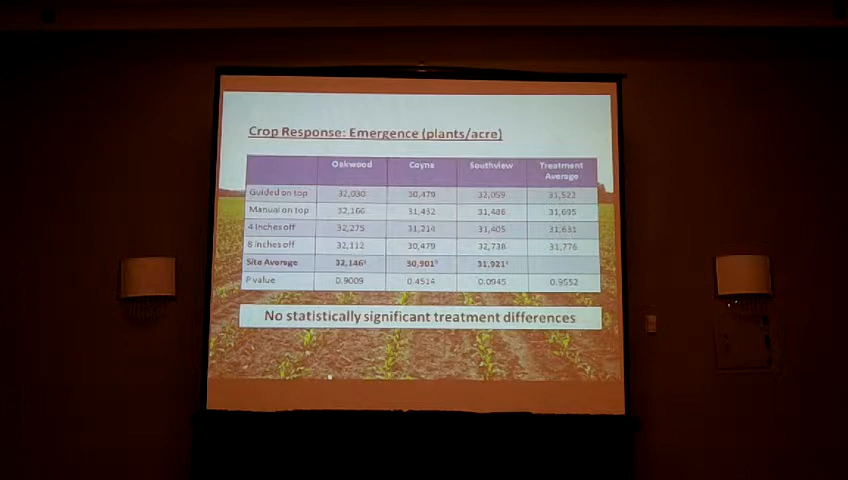 Crop Response: Emergence (plants/acre)
Oakwood Coyne Southview Treatment Average
Guided on top 32,030 30,479 32,059 31,522
Manual on top 32,166 31,432 31,486 31,695
4 inches off 32,275 31,214 31,405 31,631
8 inches off 32,112 30,479 32,738 31,776
Site Average 32,146 30,901 31,921
P value 0.9009 0.4514 0.0945 0.9552
No statistically significant treatment differences